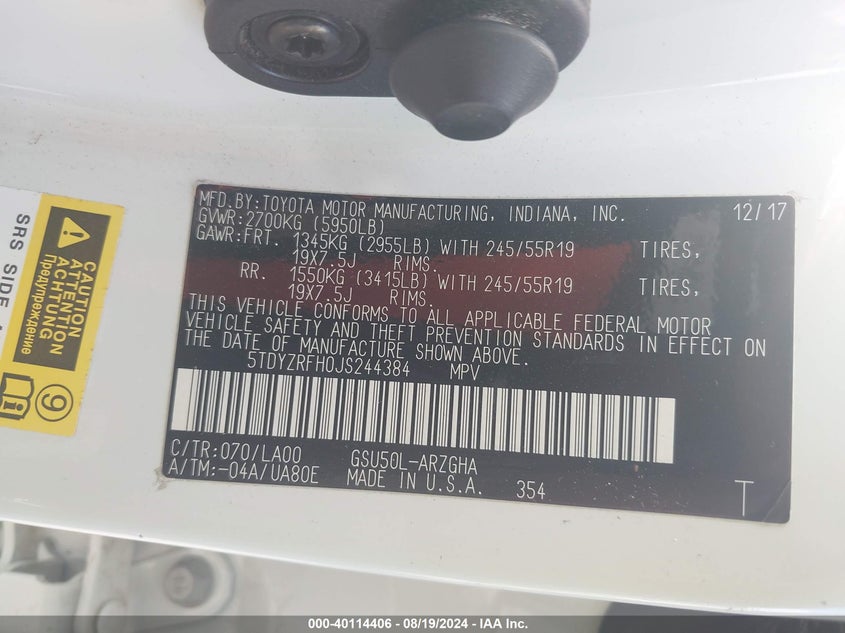 MFD.BY:TOYOTA MOTOR MANUFACTURING, INDIANA, INC. 12/17
GVWR:2700KG (5950LB)
GAWR:FRT. 1345KG (2955LB) WITH 245/55R19 TIRES,
19X7.5J RIMS.
RR. 1550KG (3415LB) WITH 245/55R19 TIRES,
19X7.5J RIMS.
THIS VEHICLE CONFORMS TO ALL APPLICABLE FEDERAL MOTOR
VEHICLE SAFETY AND THEFT PREVENTION STANDARDS IN EFFECT ON
THE DATE OF MANUFACTURE SHOWN ABOVE.
5TDYZRFH0JS244384 MPV
C/TR:070/LA00 GSU50L-ARZGHA
A/TM:-04A/UA80E MADE IN U.S.A. 354 T
SRS SIDE
CAUTION
ATTENTION
ACHTUNG
Предупреждение
9
000-40114406 - 08/19/2024 - IAA Inc.